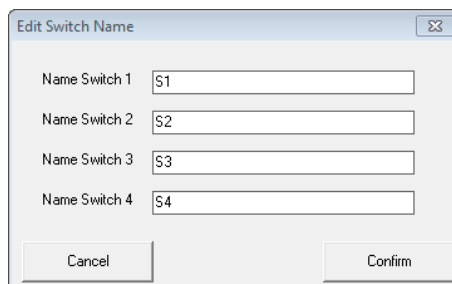 Edit Switch Name
Name Switch 1 S1
Name Switch 2 S2
Name Switch 3 S3
Name Switch 4 S4
Cancel Confirm